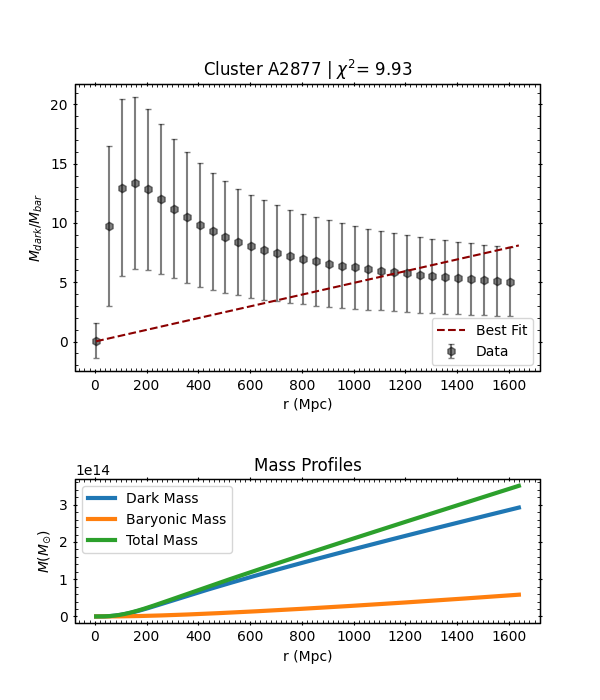 Cluster A2877 | χ²= 9.93
M_dark/M_bar
20
15
10
5
0
Best Fit
Data
0 200 400 600 800 1000 1200 1400 1600
r (Mpc)
Mass Profiles
1e14
M(M_⊙)
3
2
1
0
Dark Mass
Baryonic Mass
Total Mass
0 200 400 600 800 1000 1200 1400 1600
r (Mpc)